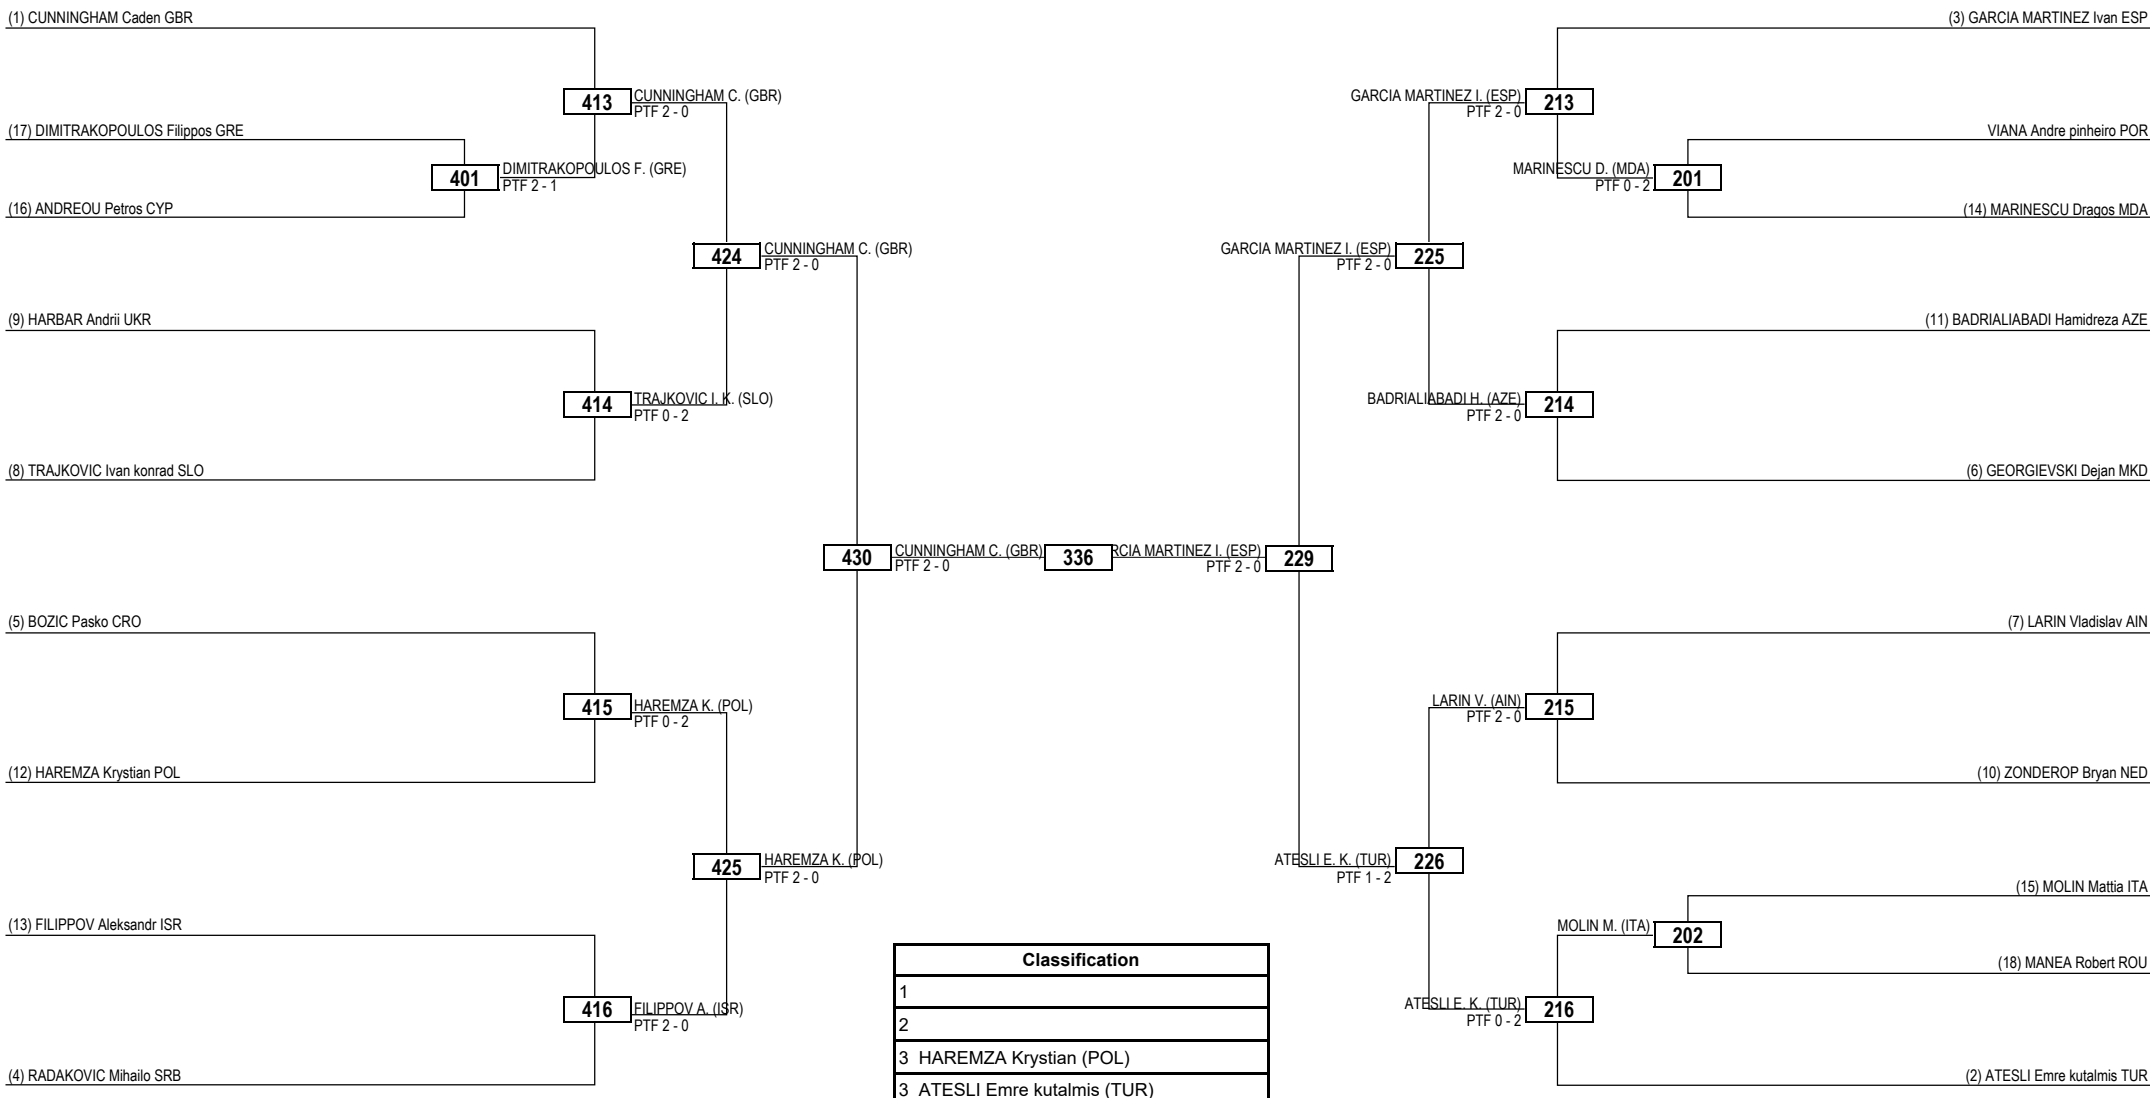 (1) CUNNINGHAM Caden GBR
(17) DIMITRAKOPOULOS Filippos GRE
(16) ANDREOU Petros CYP
(9) HARBAR Andrii UKR
(8) TRAJKOVIC Ivan konrad SLO
(5) BOZIC Pasko CRO
(12) HAREMZA Krystian POL
(13) FILIPPOV Aleksandr ISR
(4) RADAKOVIC Mihailo SRB
401
DIMITRAKOPOULOS F. (GRE)
PTF 2 - 1
413
CUNNINGHAM C. (GBR)
PTF 2 - 0
414
TRAJKOVIC I. K. (SLO)
PTF 0 - 2
415
HAREMZA K. (POL)
PTF 0 - 2
416
FILIPPOV A. (ISR)
PTF 2 - 0
424
CUNNINGHAM C. (GBR)
PTF 2 - 0
425
HAREMZA K. (POL)
PTF 2 - 0
430
CUNNINGHAM C. (GBR)
PTF 2 - 0
336
RCIA MARTINEZ I. (ESP)
PTF 2 - 0
229
GARCIA MARTINEZ I. (ESP)
PTF 2 - 0
225
ATESLI E. K. (TUR)
PTF 1 - 2
226
GARCIA MARTINEZ I. (ESP)
PTF 2 - 0
213
BADRIALIABADI H. (AZE)
PTF 2 - 0
214
LARIN V. (AIN)
PTF 2 - 0
215
ATESLI E. K. (TUR)
PTF 0 - 2
216
MARINESCU D. (MDA)
PTF 0 - 2
201
MOLIN M. (ITA)
202
(3) GARCIA MARTINEZ Ivan ESP
VIANA Andre pinheiro POR
(14) MARINESCU Dragos MDA
(11) BADRIALIABADI Hamidreza AZE
(6) GEORGIEVSKI Dejan MKD
(7) LARIN Vladislav AIN
(10) ZONDEROP Bryan NED
(15) MOLIN Mattia ITA
(18) MANEA Robert ROU
(2) ATESLI Emre kutalmis TUR
Classification
1
2
3 HAREMZA Krystian (POL)
3 ATESLI Emre kutalmis (TUR)